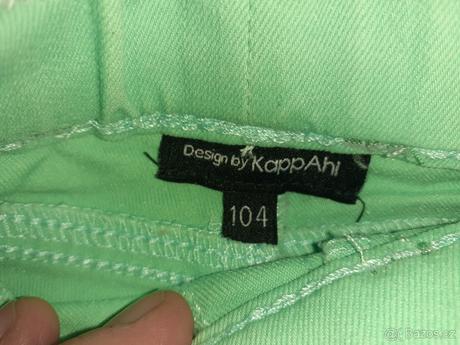 Design by KappAhl
104
Bazos.cz